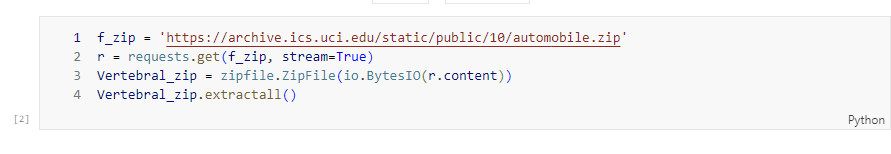 1 f_zip = 'https://archive.ics.uci.edu/static/public/10/automobile.zip'
2 r = requests.get(f_zip, stream=True)
3 Vertebral_zip = zipfile.ZipFile(io.BytesIO(r.content))
4 Vertebral_zip.extractall()
[2] Python